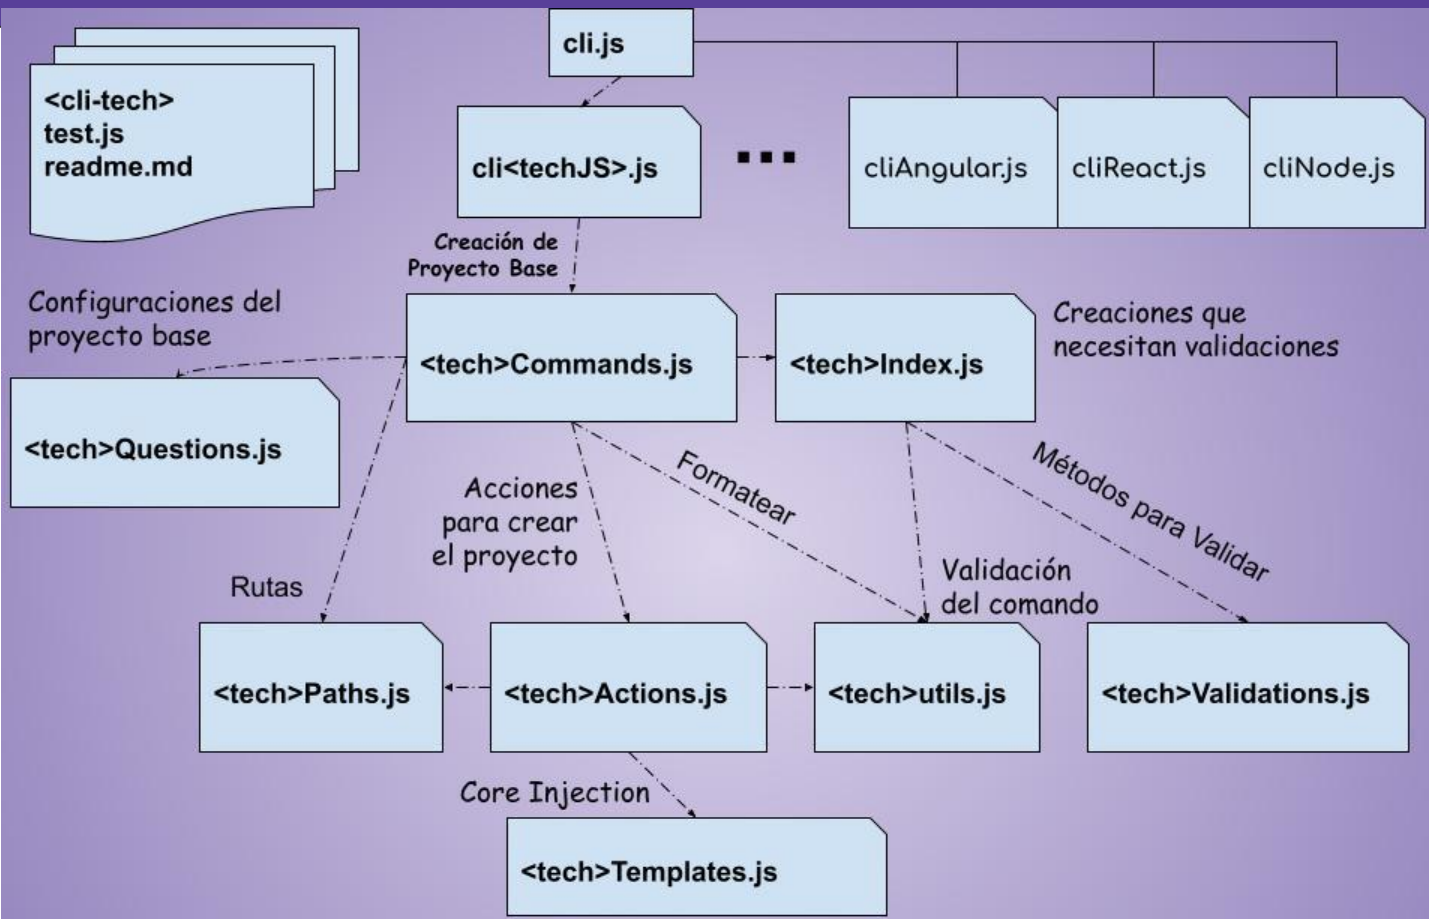 cli.js
<cli-tech>
test.js
readme.md
cli<techJS>.js
...
cliAngular.js
cliReact.js
cliNode.js
Creación de
Proyecto Base
Configuraciones del
proyecto base
<tech>Commands.js
<tech>Index.js
Creaciones que
necesitan validaciones
<tech>Questions.js
Acciones
para crear
el proyecto
Formatear
Métodos para Validar
Rutas
Validación
del comando
<tech>Paths.js
<tech>Actions.js
<tech>utils.js
<tech>Validations.js
Core Injection
<tech>Templates.js